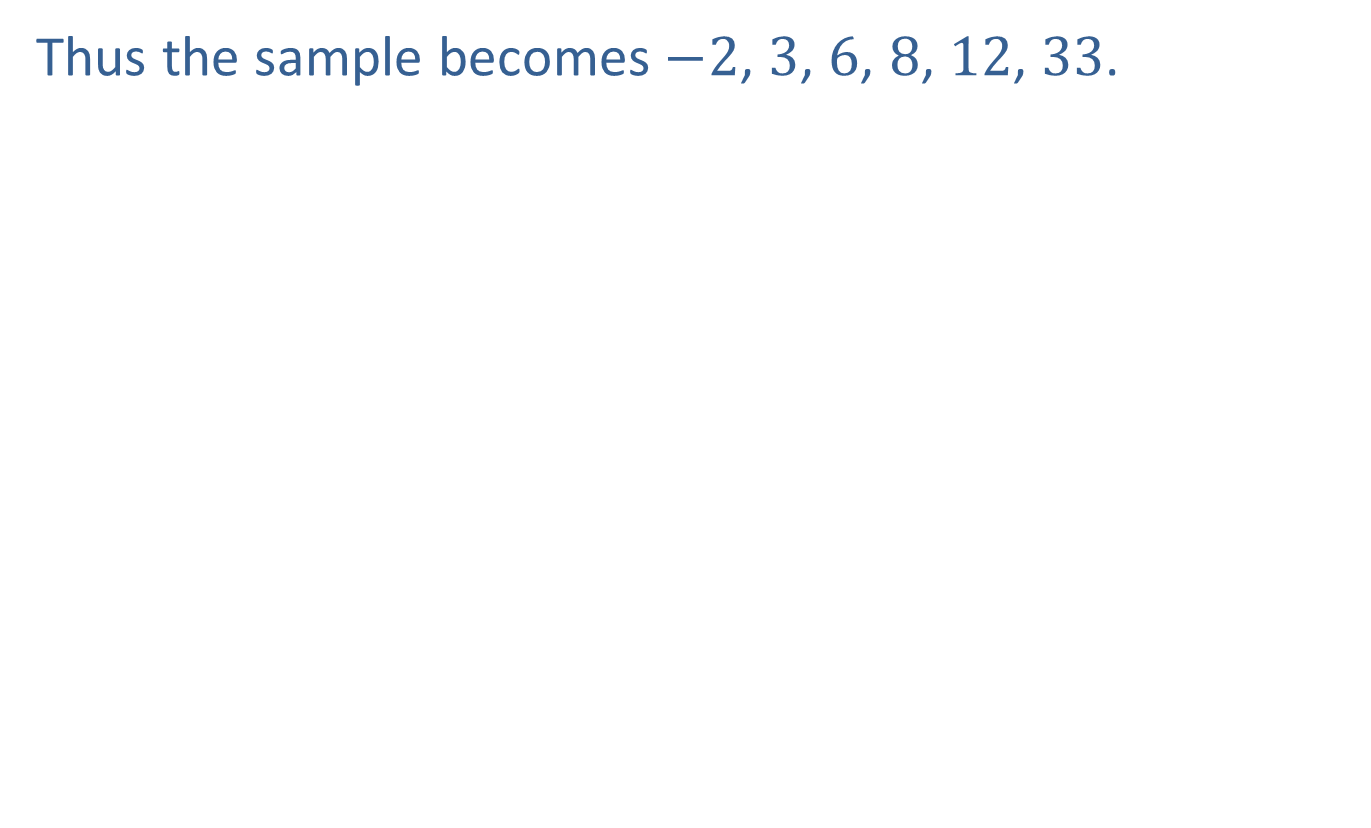 Thus the sample becomes −2, 3, 6, 8, 12, 33.